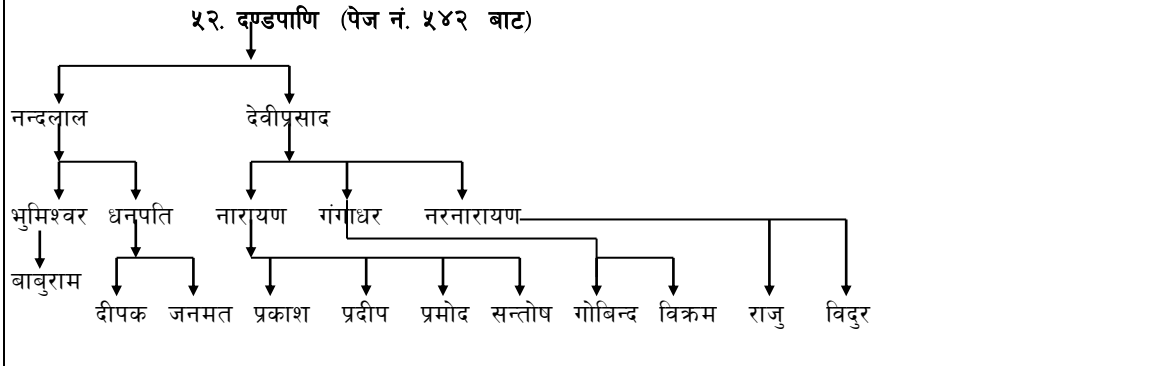 ५२. दण्डपाणि (पेज नं. ५४२ बाट)
नन्दलाल देवीप्रसाद
भुमिश्वर धनपति नारायण गंगाधर नरनारायण
बाबुराम
दीपक जनमत प्रकाश प्रदीप प्रमोद सन्तोष गोबिन्द विक्रम राजु विदुर